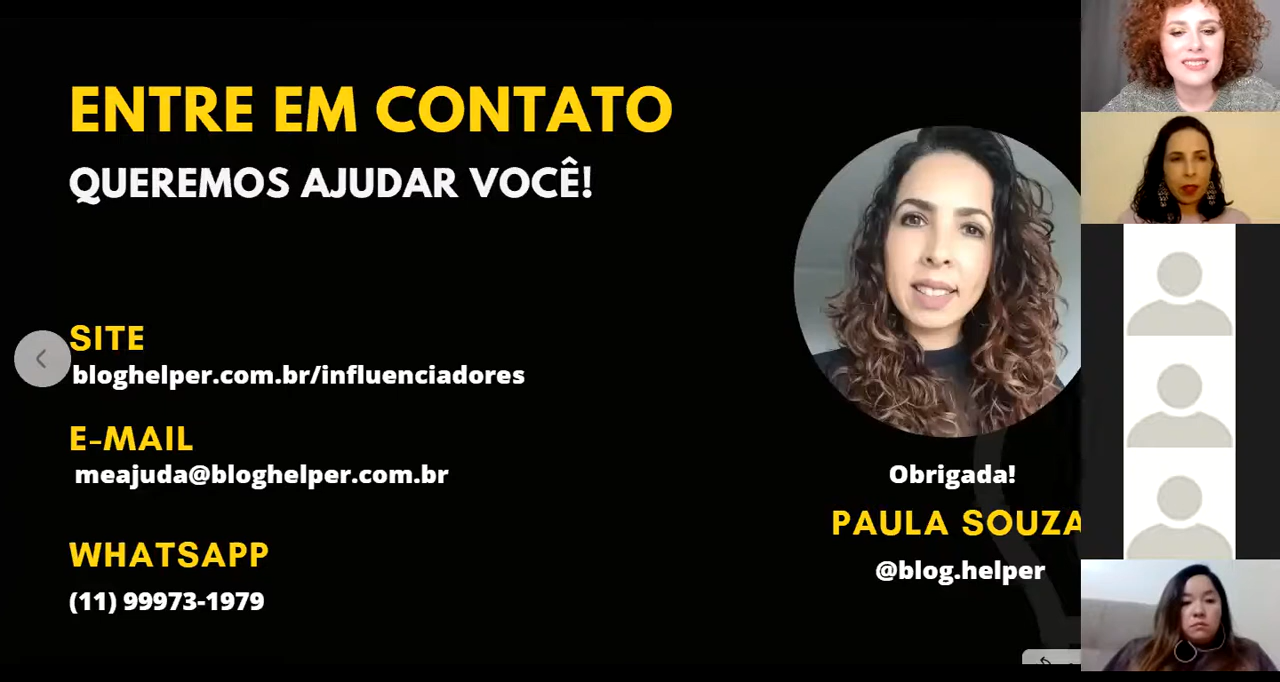 ENTRE EM CONTATO
QUEREMOS AJUDAR VOCÊ!
SITE
bloghelper.com.br/influenciadores
E-MAIL
meajuda@bloghelper.com.br
WHATSAPP
(11) 99973-1979
Obrigada!
PAULA SOUZA
@blog.helper